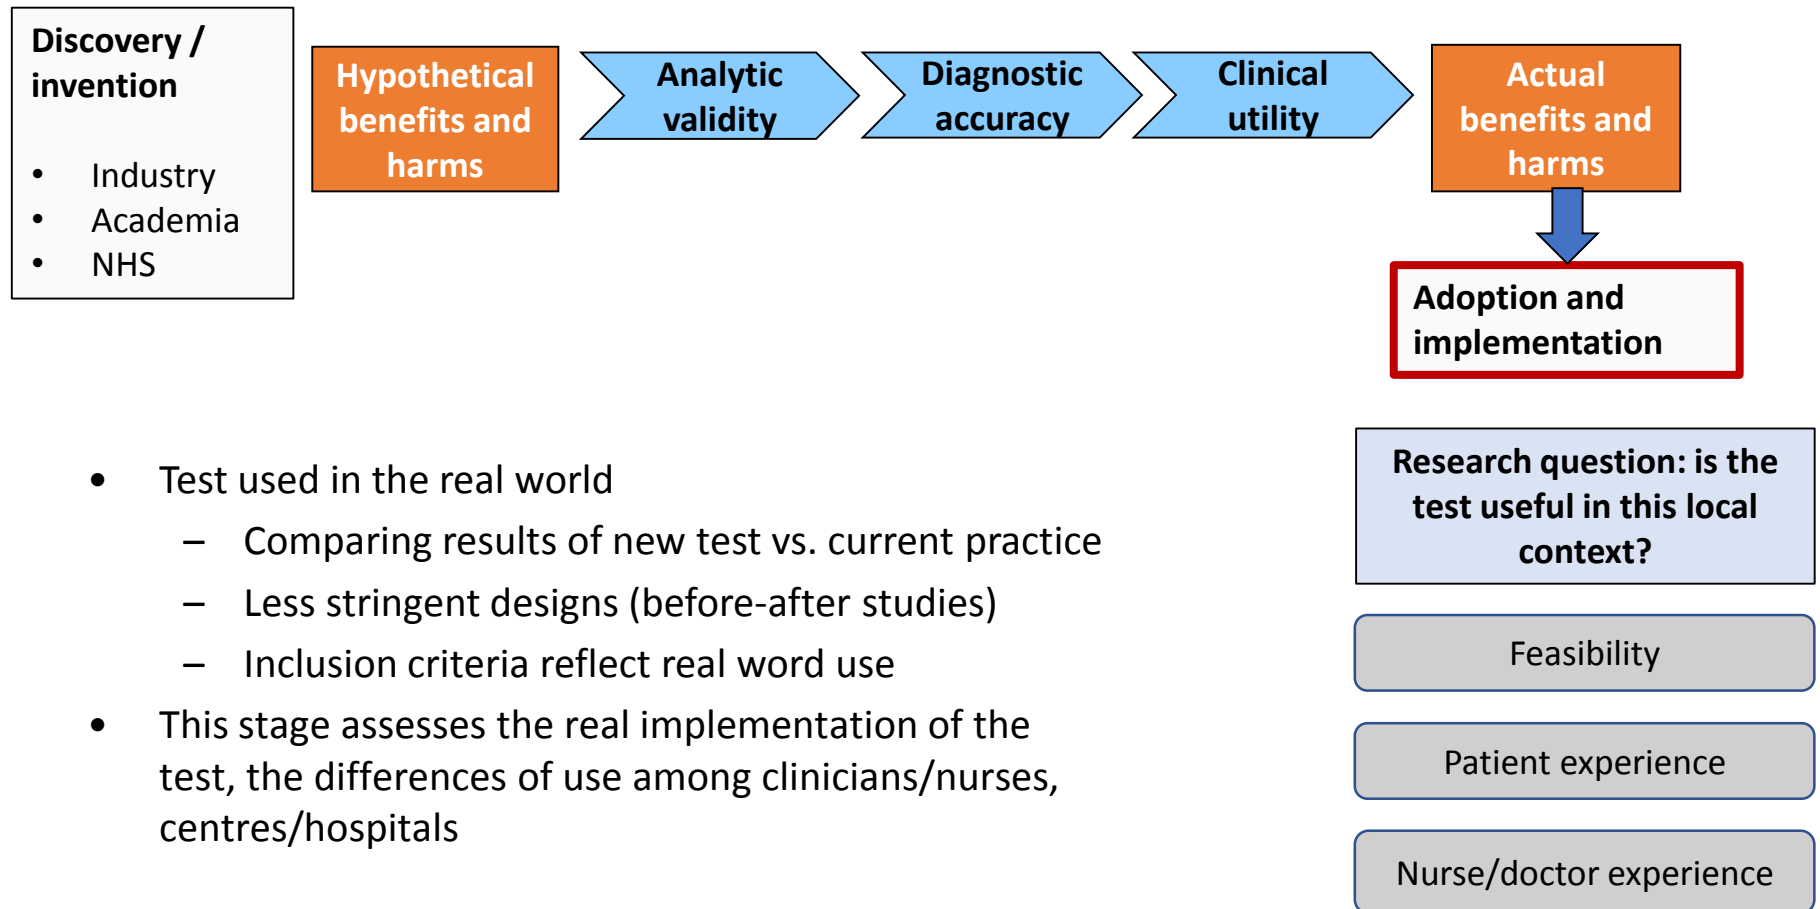 Discovery /
invention
• Industry
• Academia
• NHS
Hypothetical
benefits and
harms
Analytic
validity
Diagnostic
accuracy
Clinical
utility
Actual
benefits and
harms
Adoption and
implementation
• Test used in the real world
– Comparing results of new test vs. current practice
– Less stringent designs (before-after studies)
– Inclusion criteria reflect real word use
• This stage assesses the real implementation of the
test, the differences of use among clinicians/nurses,
centres/hospitals
Research question: is the
test useful in this local
context?
Feasibility
Patient experience
Nurse/doctor experience